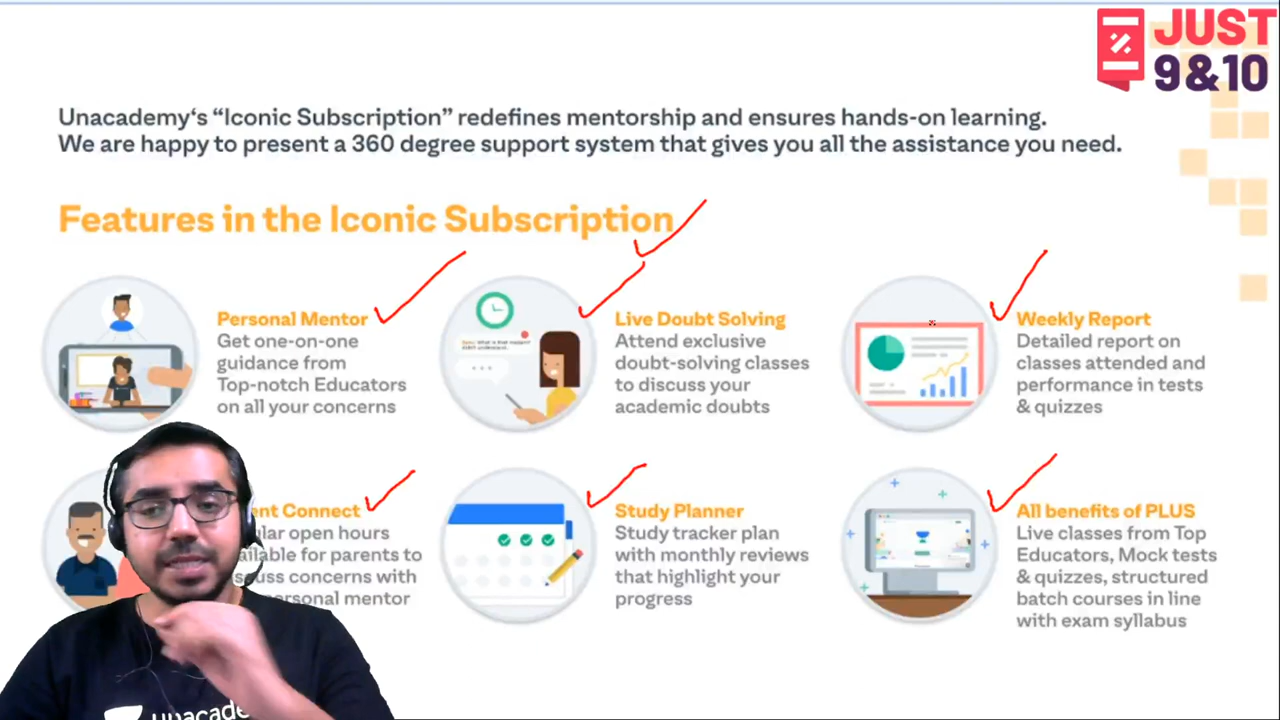 JUST
9&10
Unacademy's “Iconic Subscription” redefines mentorship and ensures hands-on learning.
We are happy to present a 360 degree support system that gives you all the assistance you need.
Features in the Iconic Subscription
Personal Mentor
Get one-on-one
guidance from
Top-notch Educators
on all your concerns
Live Doubt Solving
Attend exclusive
doubt-solving classes
to discuss your
academic doubts
Weekly Report
Detailed report on
classes attended and
performance in tests
& quizzes
Connect
open hours
for parents to
concerns with
personal mentor
Study Planner
Study tracker plan
with monthly reviews
that highlight your
progress
All benefits of PLUS
Live classes from Top
Educators, Mock tests
& quizzes, structured
batch courses in line
with exam syllabus